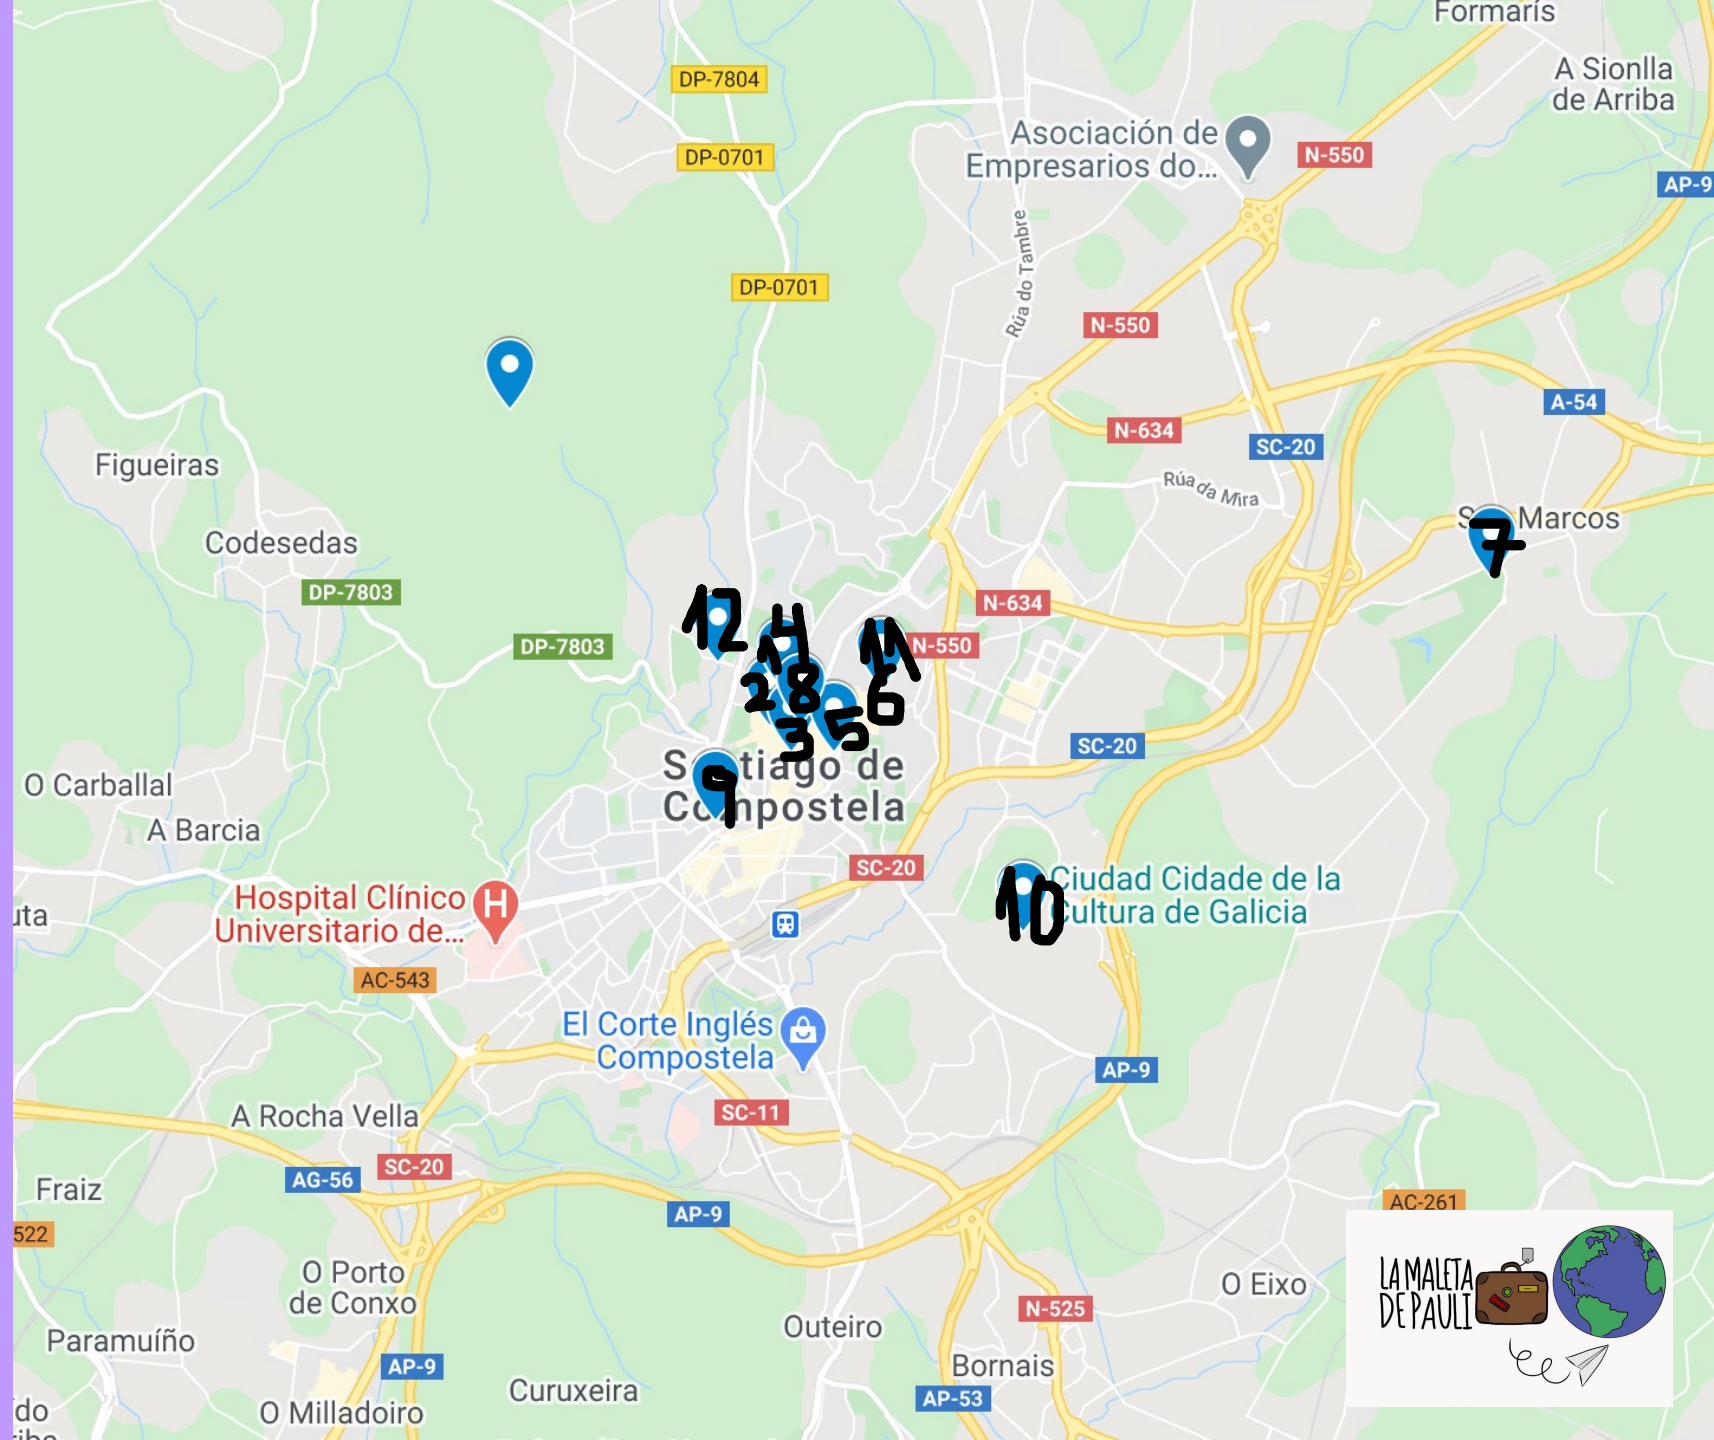 Formarís
A Sionlla
de Arriba
DP-7804
Asociación de
Empresarios do...
N-550
DP-0701
AP-9
Rúa do Tambre
DP-0701
N-550
A-54
N-634
SC-20
Figueiras
Rúa da Mira
Marcos
7
Codesedas
DP-7803
N-634
12
14
11
DP-7803
N-550
2
8
6
5
3
SC-20
Santiago de
Compostela
9
O Carballal
A Barcia
SC-20
Hospital Clínico
Universitario de...
Ciudad Cidade de la
Cultura de Galicia
10
AC-543
El Corte Inglés
Compostela
AP-9
A Rocha Vella
SC-11
SC-20
AG-56
Fraiz
AP-9
AC-261
522
O Porto
de Conxo
O Eixo
LA MALETA
DE PAULI
N-525
Outeiro
Paramuíño
AP-9
Bornais
Curuxeira
AP-53
O Milladoiro